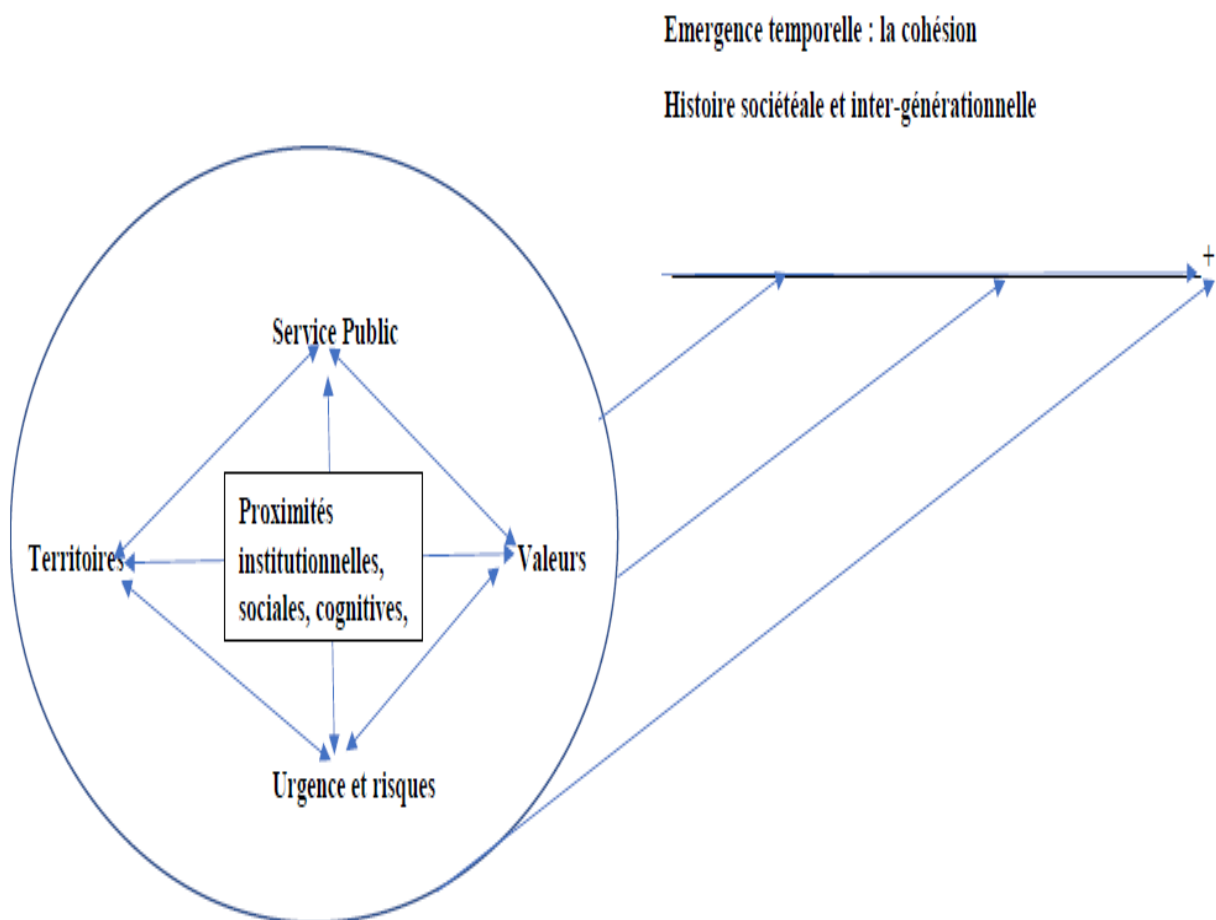 Emergence temporelle : la cohésion
Histoire sociétéale et inter-générationnelle
+
Service Public
Proximités
institutionnelles,
sociales, cognitives,
Territoires
Valeurs
Urgence et risques